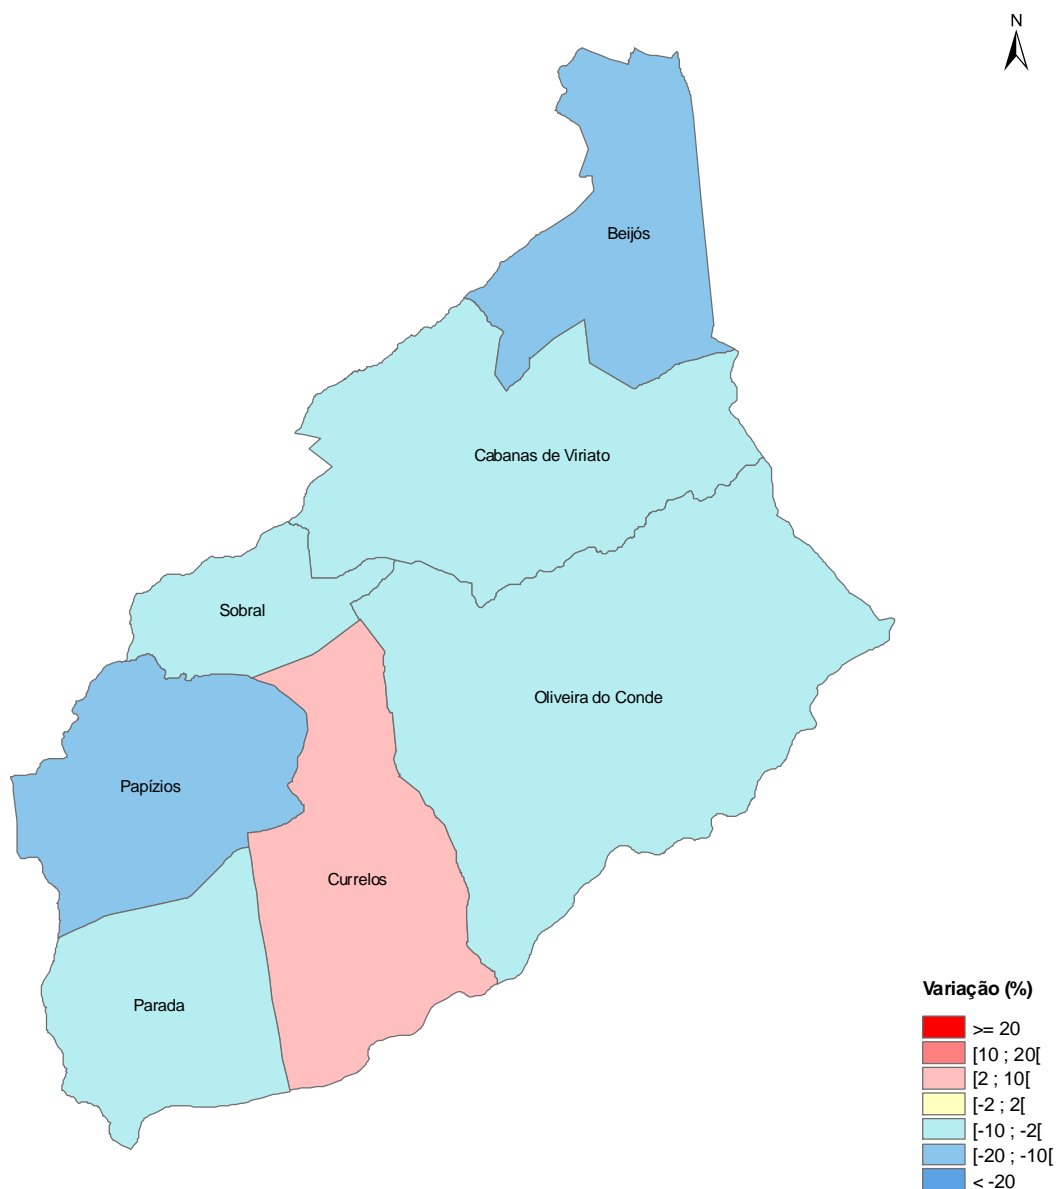 N
Beijós
Cabanas de Viriato
Sobral
Oliveira do Conde
Papízios
Currelos
Parada
Variação (%)
>= 20
[10 ; 20[
[2 ; 10[
[-2 ; 2[
[-10 ; -2[
[-20 ; -10[
< -20